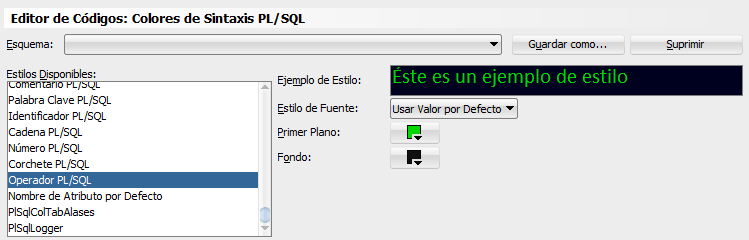 Editor de Códigos: Colores de Sintaxis PL/SQL
Esquema:
Guardar como...
Suprimir
Estilos Disponibles:
Comentario PL/SQL
Palabra Clave PL/SQL
Identificador PL/SQL
Cadena PL/SQL
Número PL/SQL
Corchete PL/SQL
Operador PL/SQL
Nombre de Atributo por Defecto
PlSqlColTabAlases
PlSqlLogger
Ejemplo de Estilo:
Éste es un ejemplo de estilo
Estilo de Fuente:
Usar Valor por Defecto
Primer Plano:
Fondo: